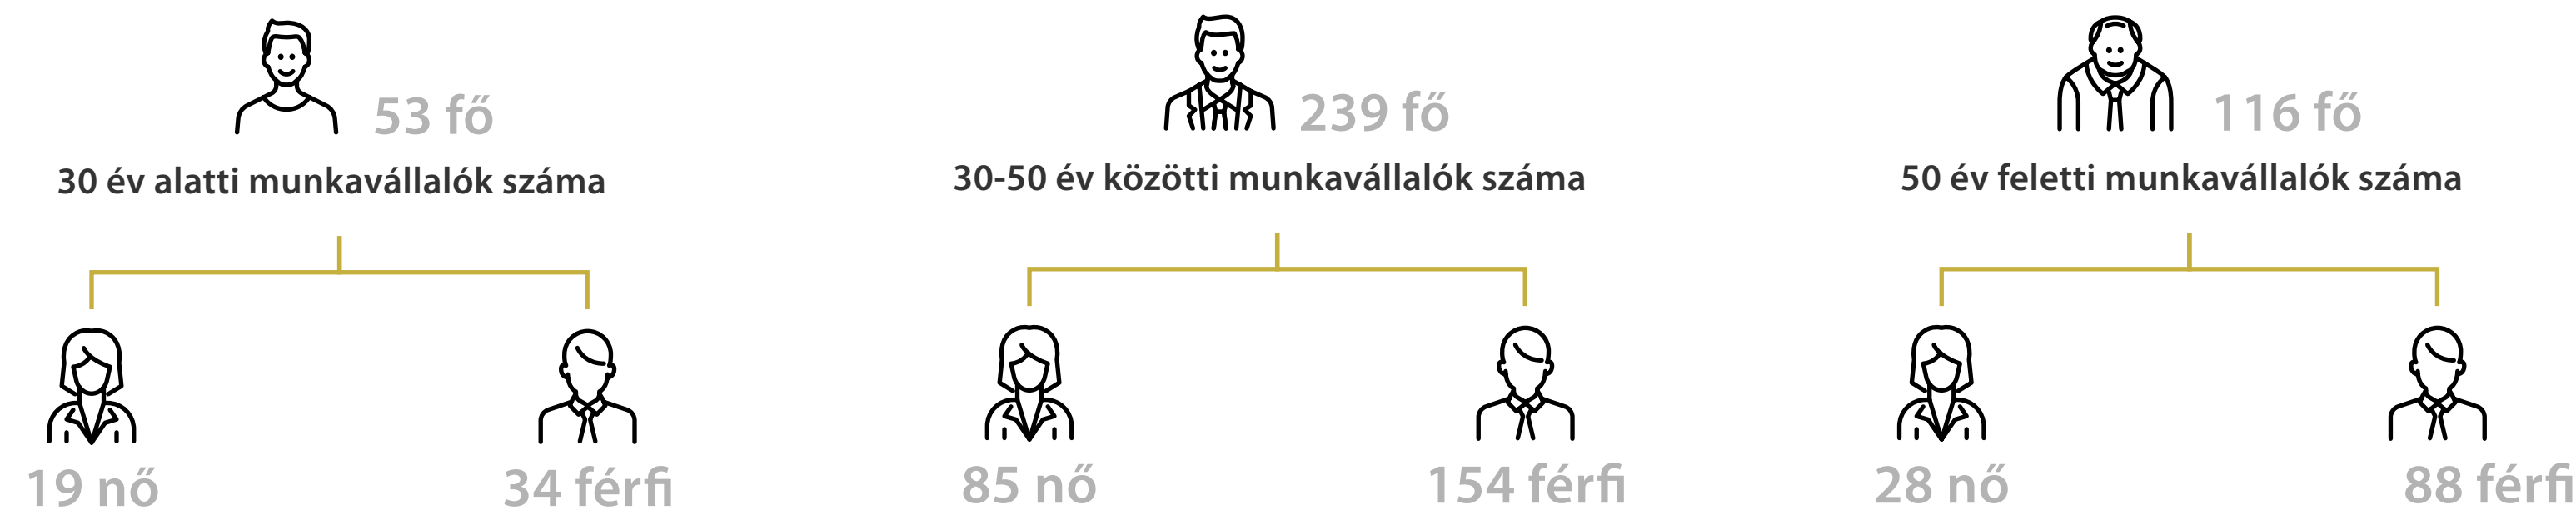 53 fő
30 év alatti munkavállalók száma
19 nő
34 férfi
239 fő
30-50 év közötti munkavállalók száma
85 nő
154 férfi
116 fő
50 év feletti munkavállalók száma
28 nő
88 férfi